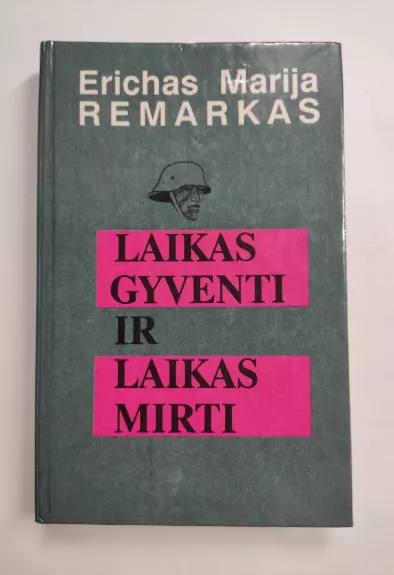 Erichas Marija
REMARKAS
LAIKAS
GYVENTI
IR
LAIKAS
MIRTI